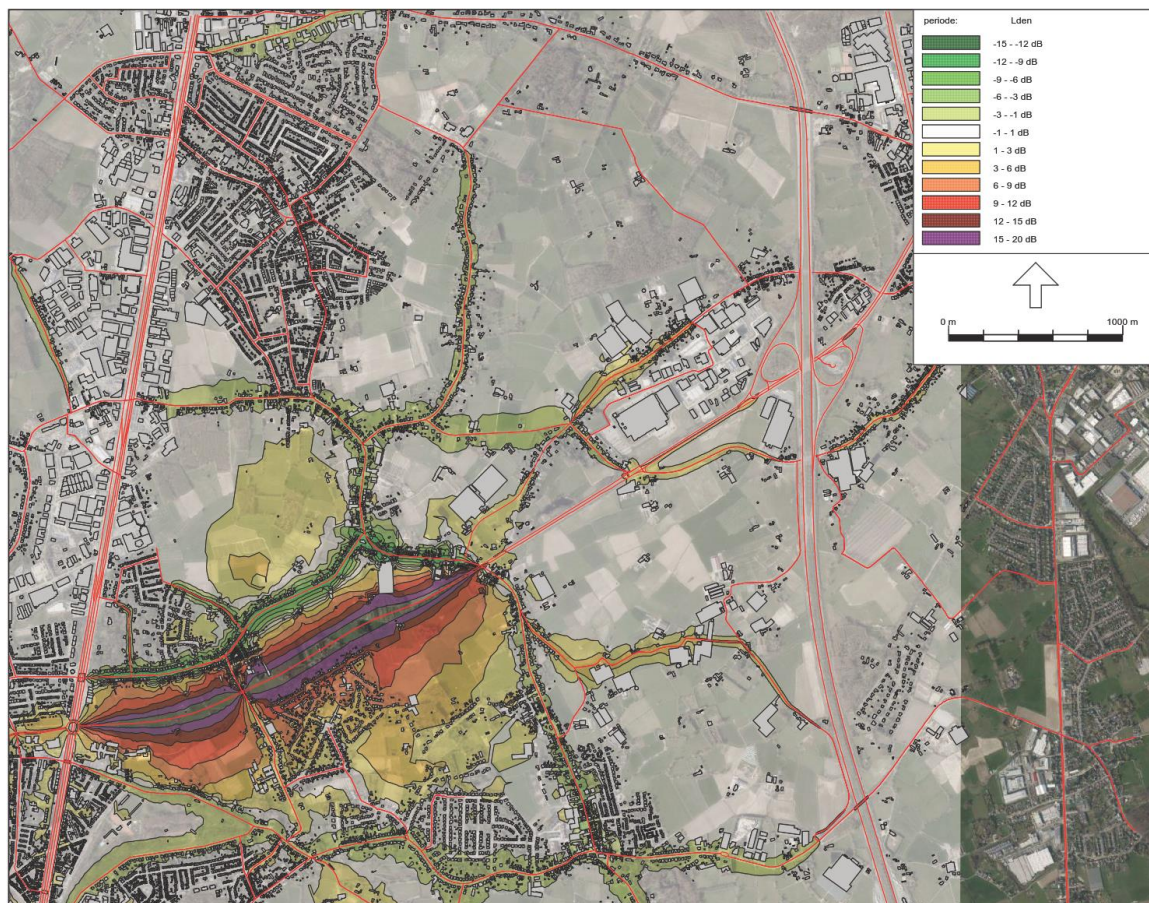 periode: Lden
-15 - -12 dB
-12 - -9 dB
-9 - -6 dB
-6 - -3 dB
-3 - -1 dB
-1 - 1 dB
1 - 3 dB
3 - 6 dB
6 - 9 dB
9 - 12 dB
12 - 15 dB
15 - 20 dB
0 m 1000 m